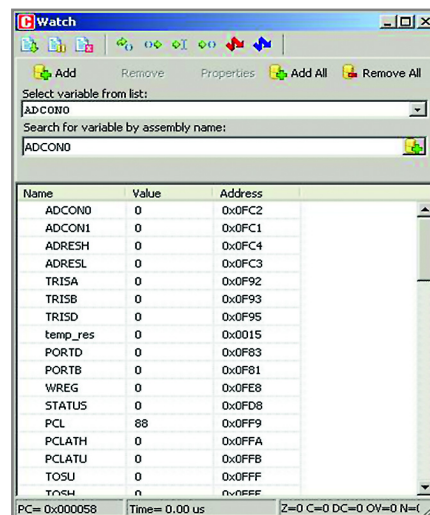 Watch
Add Remove Properties Add All Remove All
Select variable from list:
ADCON0
Search for variable by assembly name:
ADCON0
Name Value Address
ADCON0 0 0x0FC2
ADCON1 0 0x0FC1
ADRESH 0 0x0FC4
ADRESL 0 0x0FC3
TRISA 0 0x0F92
TRISB 0 0x0F93
TRISD 0 0x0F95
temp_res 0 0x0015
PORTD 0 0x0F83
PORTB 0 0x0F81
WREG 0 0x0FE8
STATUS 0 0x0FD8
PCL 88 0x0FF9
PCLATH 0 0x0FFA
PCLATU 0 0x0FFB
TOSU 0 0x0FFF
TOSH 0
PC= 0x000058 Time= 0.00 us Z=0 C=0 DC=0 OV=0 N=(